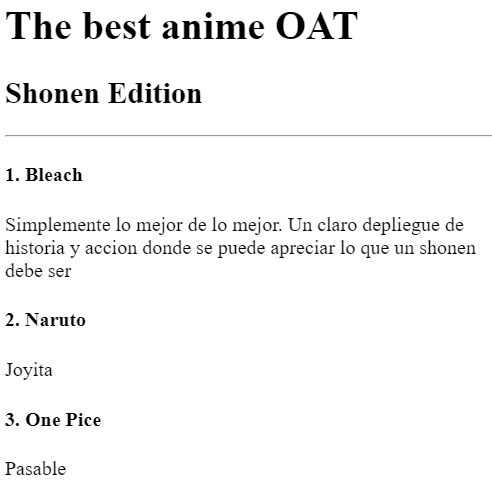 The best anime OAT
Shonen Edition
1. Bleach
Simplemente lo mejor de lo mejor. Un claro depliegue de
historia y accion donde se puede apreciar lo que un shonen
debe ser
2. Naruto
Joyita
3. One Pice
Pasable